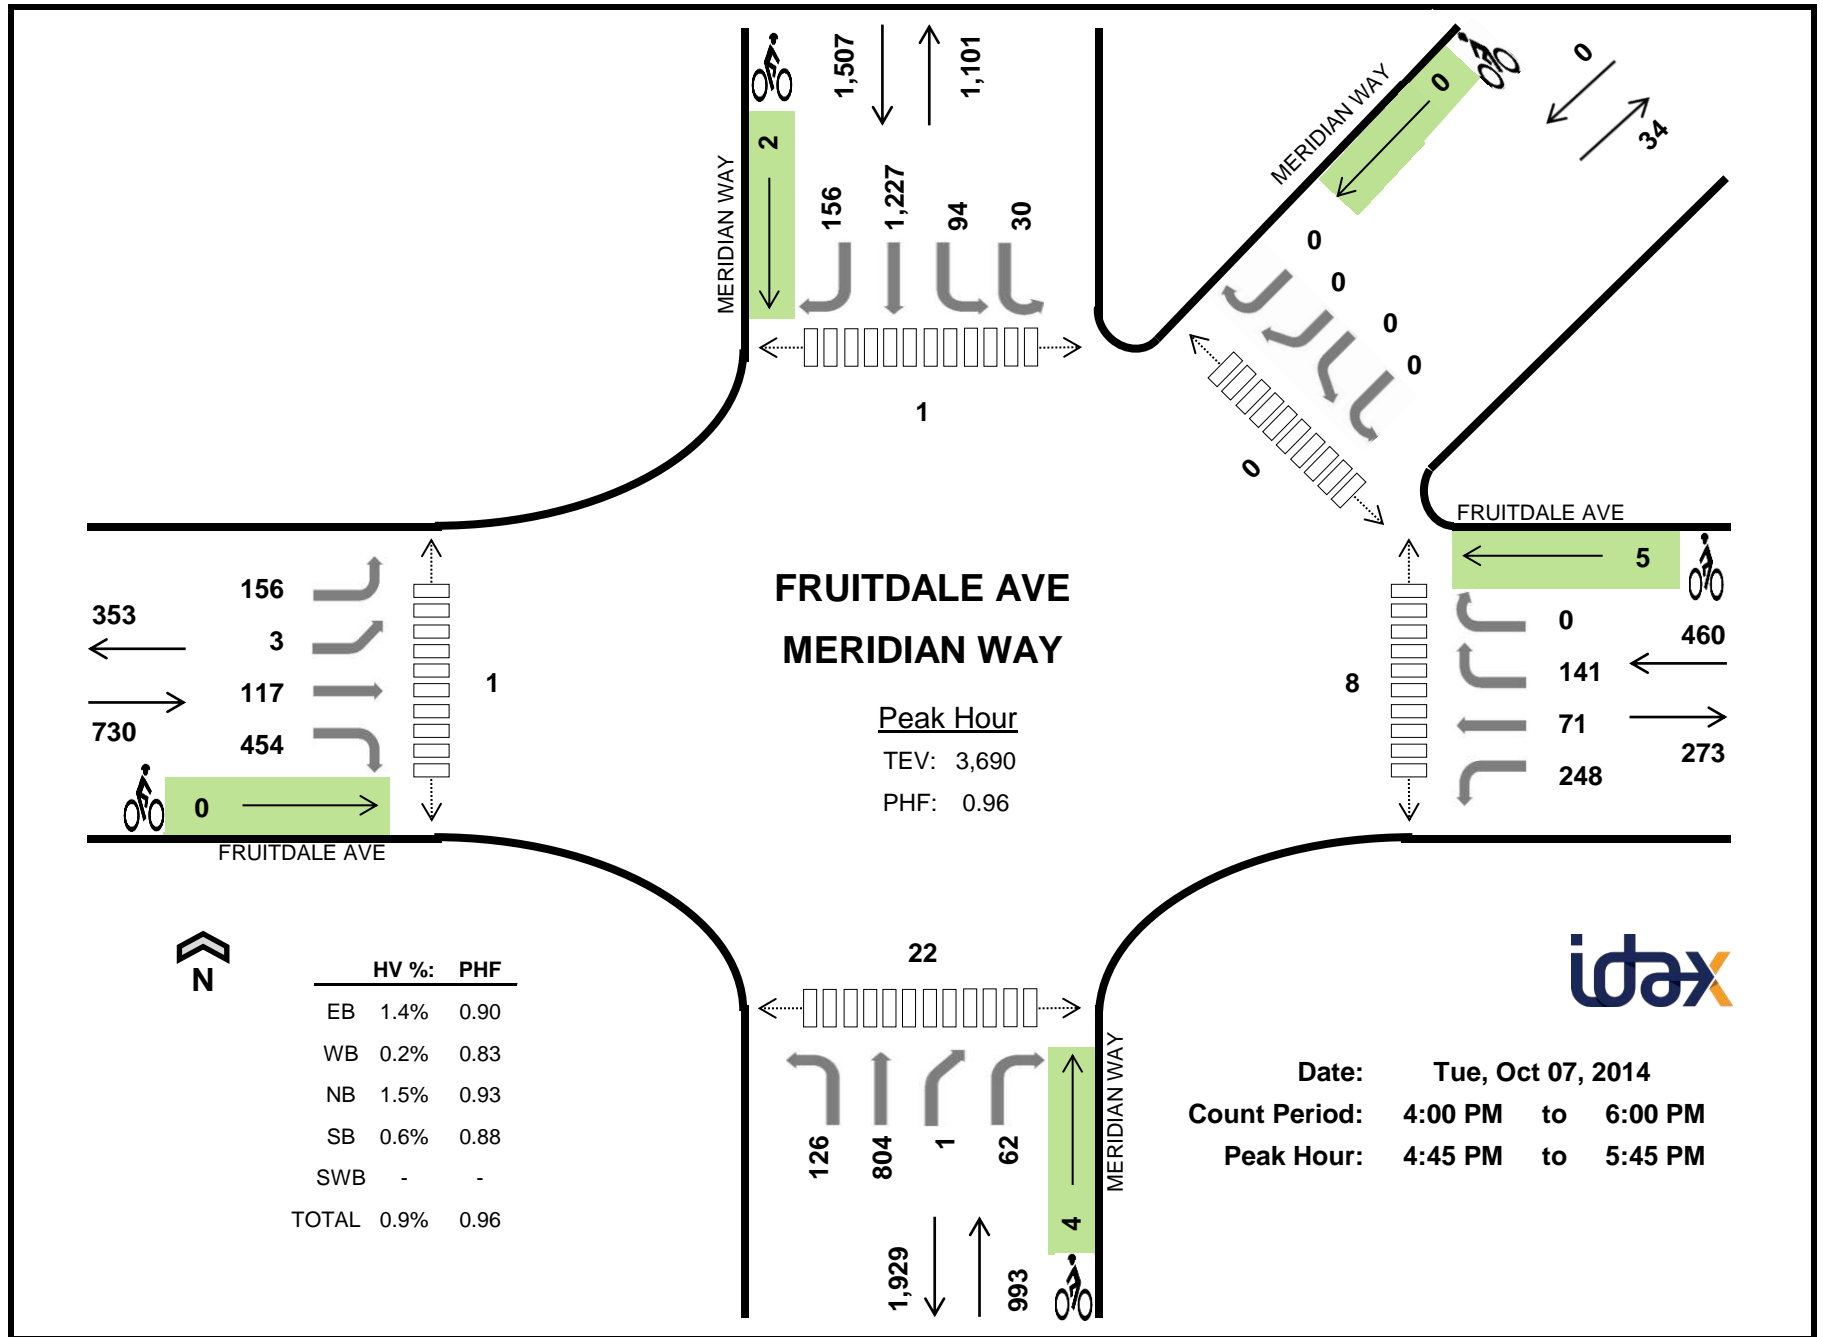 1,507
1,101
0
34
MERIDIAN WAY
2
156
1,227
94
30
MERIDIAN WAY
0
0
0
0
0
1
0
FRUITDALE AVE
5
353
730
156
3
117
454
1
0
FRUITDALE AVE
FRUITDALE AVE
MERIDIAN WAY
Peak Hour
TEV: 3,690
PHF: 0.96
8
0
141
71
248
460
273
N
HV %: PHF
EB 1.4% 0.90
WB 0.2% 0.83
NB 1.5% 0.93
SB 0.6% 0.88
SWB - -
TOTAL 0.9% 0.96
22
126
804
1
62
4
MERIDIAN WAY
1,929
993
idax
Date: Tue, Oct 07, 2014
Count Period: 4:00 PM to 6:00 PM
Peak Hour: 4:45 PM to 5:45 PM